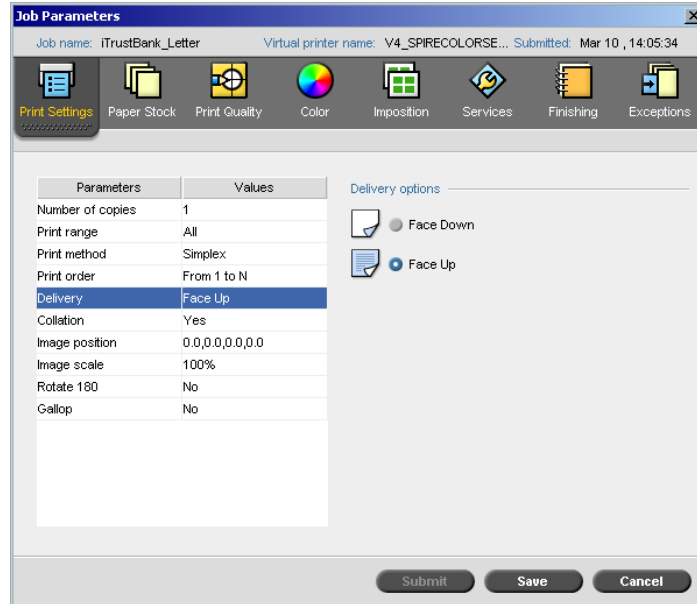 Job Parameters
Job name: iTrustBank_Letter Virtual printer name: V4_SPIRECOLORSE... Submitted: Mar 10 , 14:05:34
Print Settings Paper Stock Print Quality Color Imposition Services Finishing Exceptions
Parameters Values Delivery options
Number of copies 1
Face Down
Print range All
Print method Simplex
Face Up
Print order From 1 to N
Delivery Face Up
Collation Yes
Image position 0.0,0.0,0.0,0.0
Image scale 100%
Rotate 180 No
Gallop No
Submit Save Cancel